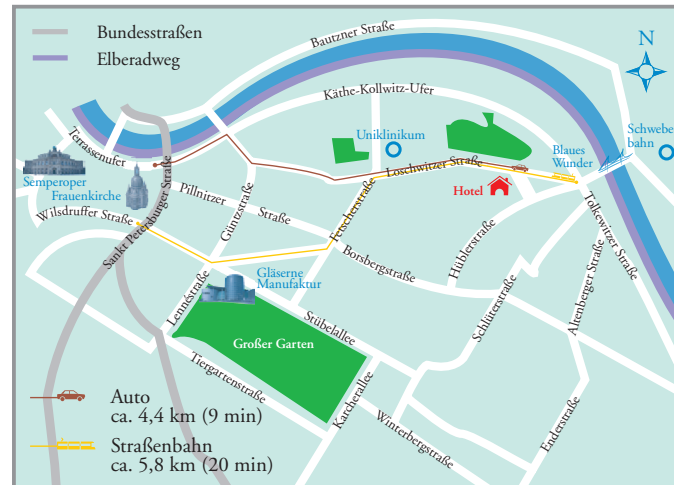 Bundesstraßen
Elberadweg
Bautzner Straße
N
Käthe-Kollwitz-Ufer
Terrassenufer
Uniklinikum
Schwebe-
bahn
Blaues
Wunder
Semperoper
Frauenkirche
Loschwitzer Straße
Hotel
Pillnitzer
Straße
Wilsdruffer Straße
Sankt Petersburger Straße
Güntzstraße
Fetscherstraße
Borsbergstraße
Hüblerstraße
Tolkewitzer Straße
Altenberger Straße
Schlüterstraße
Gläserne
Manufaktur
Lennéstraße
Stübelallee
Großer Garten
Tiergartenstraße
Karcherallee
Winterbergstraße
Enderstraße
Auto
ca. 4,4 km (9 min)
Straßenbahn
ca. 5,8 km (20 min)